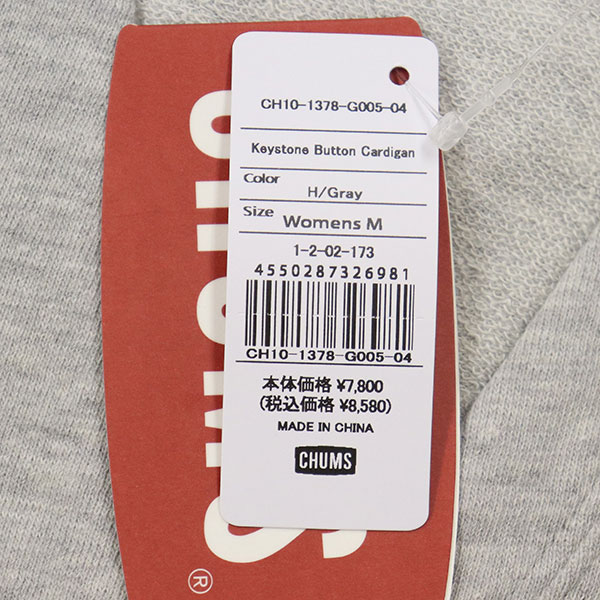 CH10-1378-G005-04
Keystone Button Cardigan
Color
H/Gray
Size
Womens M
1-2-02-173
4550287326981
CH10-1378-G005-04
本体価格 ¥7,800
(税込価格 ¥8,580)
MADE IN CHINA
CHUMS
CHUMS
®